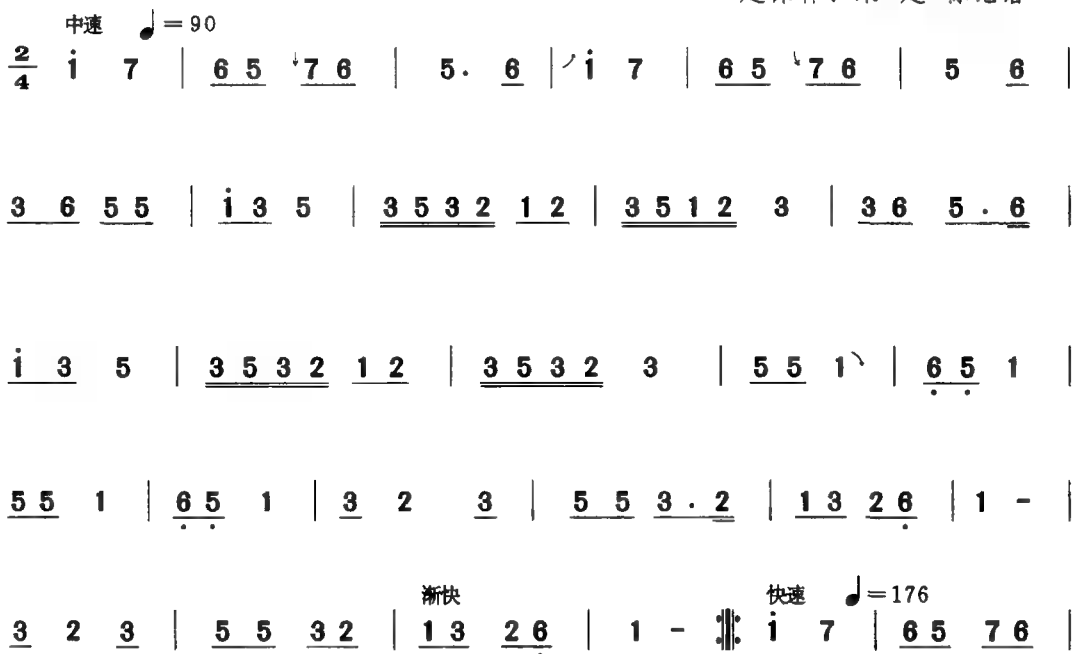 中速 ♩=90
2/4 i̇ 7 | 6 5 7 6 | 5. 6 | i̇ 7 | 6 5 7 6 | 5 6 |
3 6 5 5 | i̇ 3 5 | 3 5 3 2 1 2 | 3 5 1 2 3 | 3 6 5 . 6 |
i̇ 3 5 | 3 5 3 2 1 2 | 3 5 3 2 3 | 5 5 1 | 6̣ 5̣ 1 |
5 5 1 | 6̣ 5̣ 1 | 3 2 3 | 5 5 3 . 2 | 1 3 2 6̣ | 1 - |
渐快 快速 ♩=176
3 2 3 | 5 5 3 2 | 1 3 2 6̣ | 1 - :‖: i̇ 7 | 6 5 7 6 |